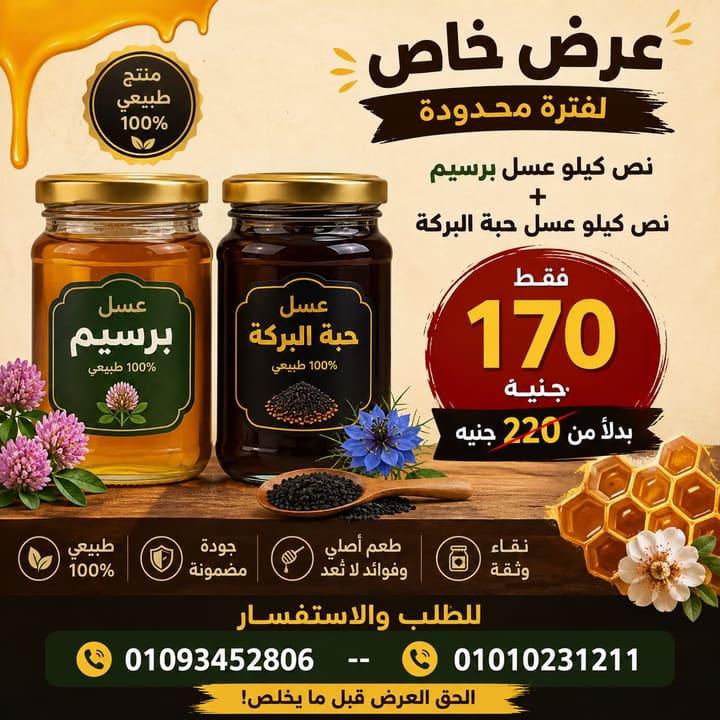 عرض خاص
لفترة محدودة
منتج
طبيعي
100%
نص كيلو عسل برسيم
+
نص كيلو عسل حبة البركة
فقط
170
جنية
بدلأ من 220 جنيه
عسل
برسيم
100% طبيعي
عسل
حبة البركة
100% طبيعي
نقاء
وثقة
طعم أصلي
وفوائد لا تُعد
جودة
مضمونة
طبيعي
100%
للطلب والاستفسار
01093452806 -- 01010231211
الحق العرض قبل ما يخلص!